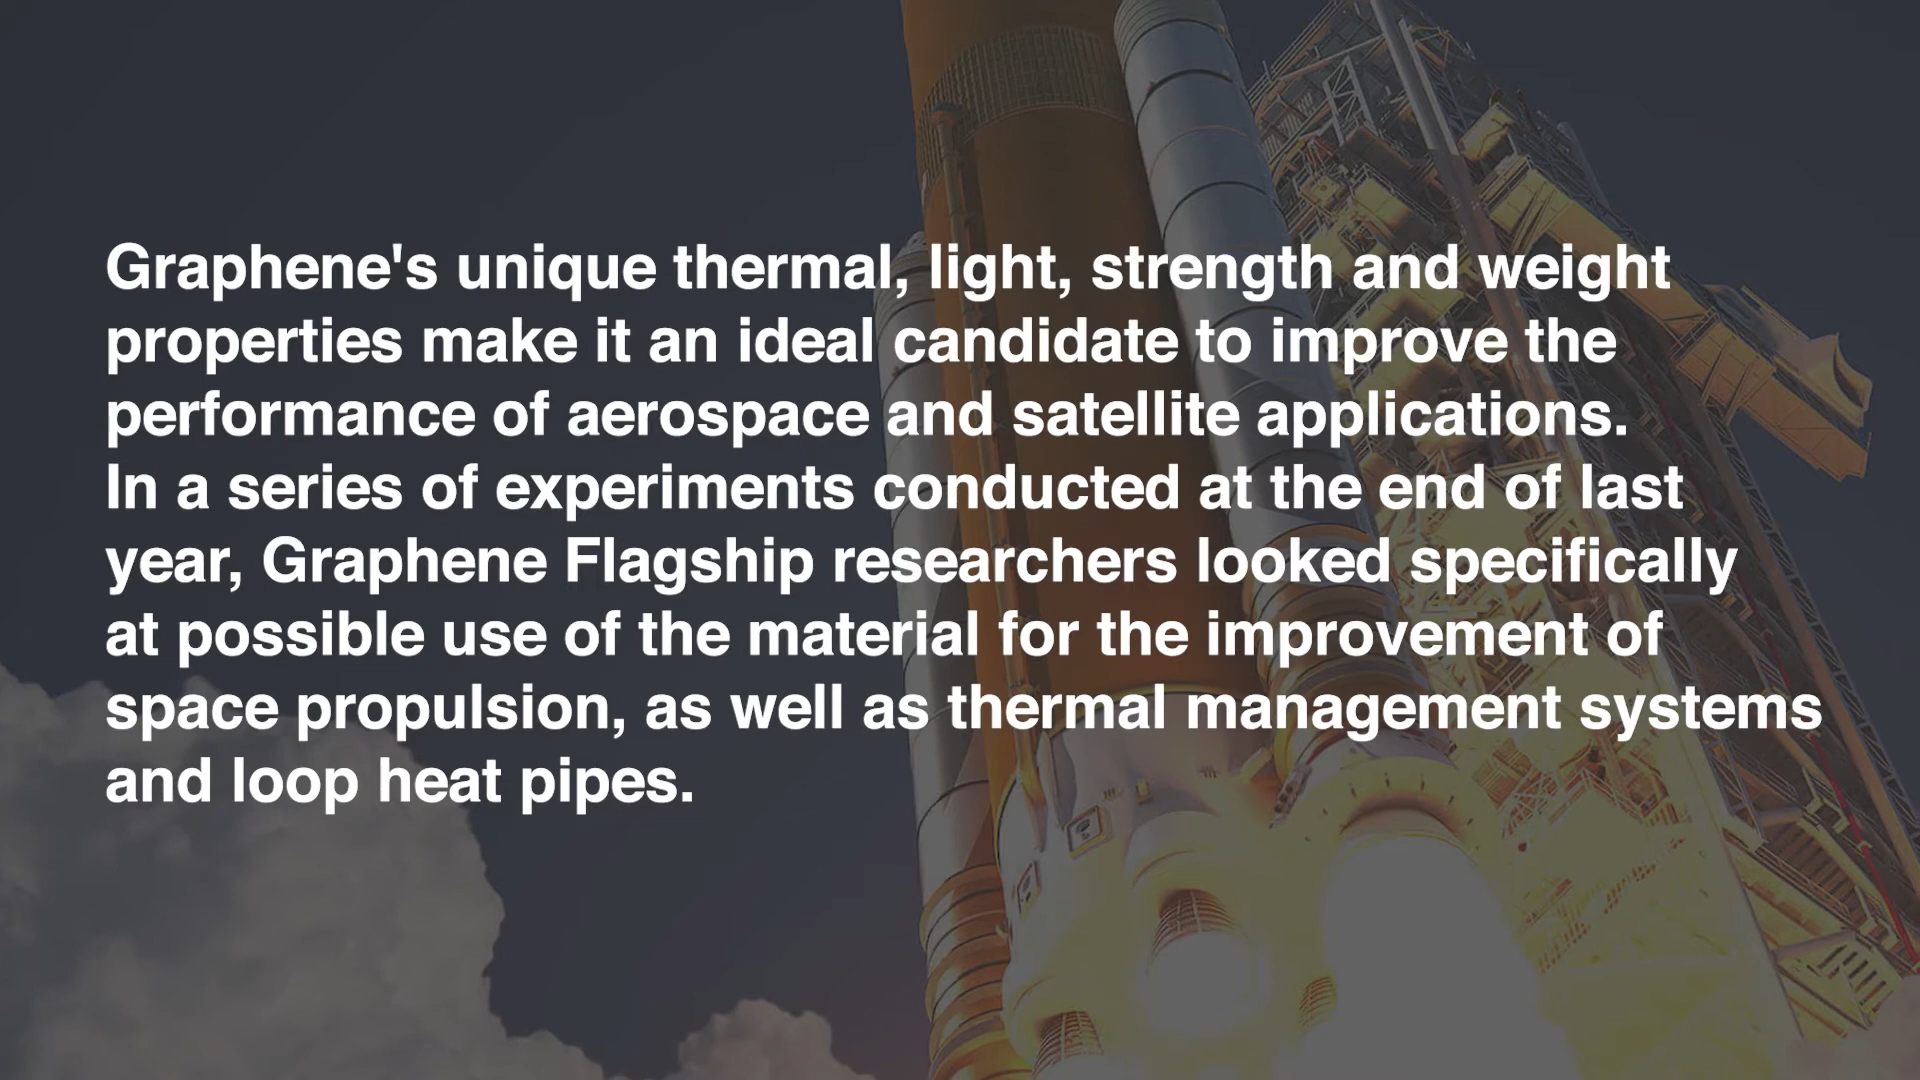 Graphene's unique thermal, light, strength and weight
properties make it an ideal candidate to improve the
performance of aerospace and satellite applications.
In a series of experiments conducted at the end of last
year, Graphene Flagship researchers looked specifically
at possible use of the material for the improvement of
space propulsion, as well as thermal management systems
and loop heat pipes.